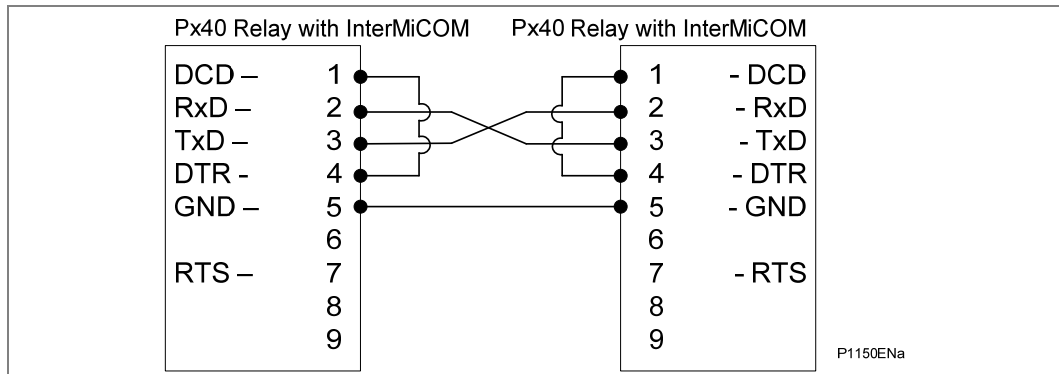 Px40 Relay with InterMiCOM Px40 Relay with InterMiCOM
DCD – 1 1 - DCD
RxD – 2 2 - RxD
TxD – 3 3 - TxD
DTR - 4 4 - DTR
GND – 5 5 - GND
6 6
RTS – 7 7 - RTS
8 8
9 9
P1150ENa